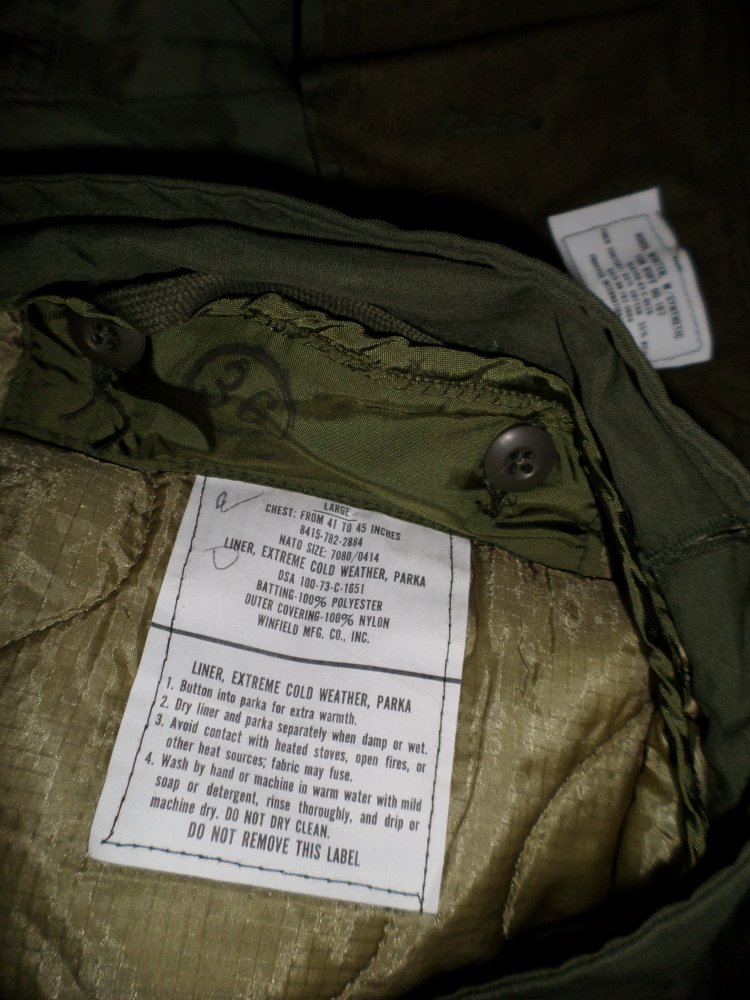 36
LARGE
CHEST: FROM 41 TO 45 INCHES
8415-782-2884
NATO SIZE: 7080/0414
LINER, EXTREME COLD WEATHER, PARKA
DSA 100-73-C-1651
BATTING-100% POLYESTER
OUTER COVERING-100% NYLON
WINFIELD MFG. CO., INC.
LINER, EXTREME COLD WEATHER, PARKA
1. Button into parka for extra warmth.
2. Dry liner and parka separately when damp or wet.
3. Avoid contact with heated stoves, open fires, or
other heat sources; fabric may fuse.
4. Wash by hand or machine in warm water with mild
soap or detergent, rinse thoroughly, and drip or
machine dry. DO NOT DRY CLEAN.
DO NOT REMOVE THIS LABEL
HOOD, WINTER, W/SYNTHETIC